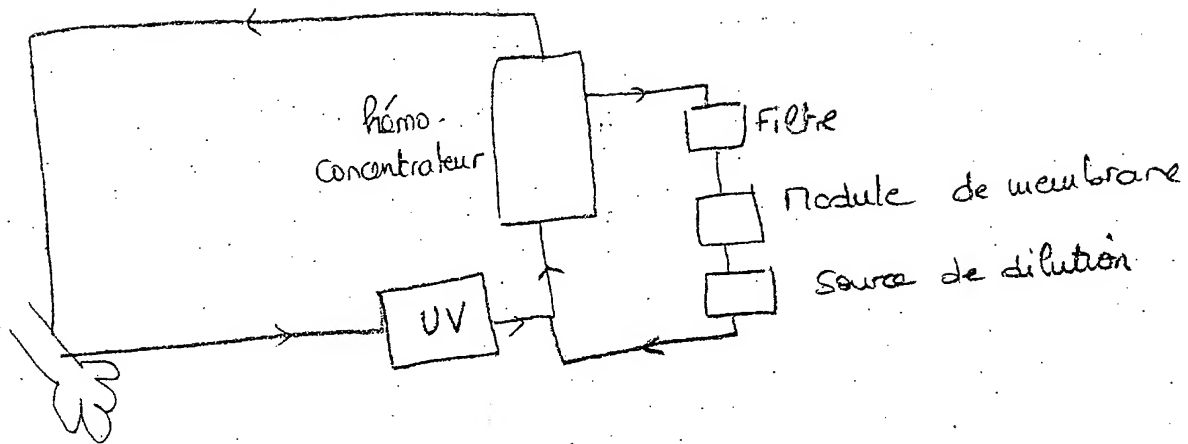 hémo-
concentrateur
Filtre
Module de membrane
Source de dilution
UV